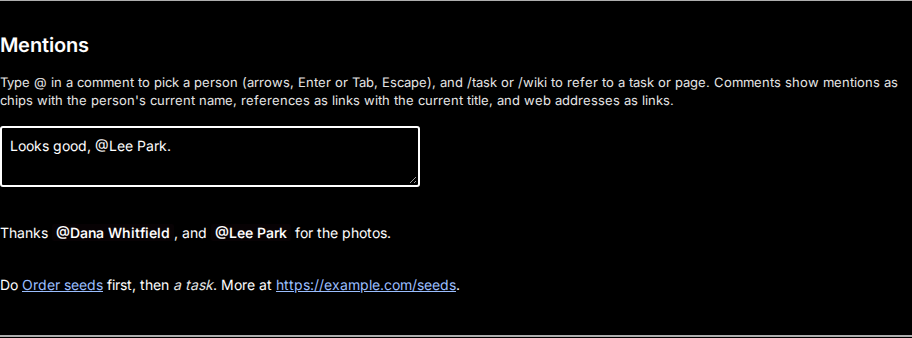 Mentions
Type @ in a comment to pick a person (arrows, Enter or Tab, Escape), and /task or /wiki to refer to a task or page. Comments show mentions as
chips with the person's current name, references as links with the current title, and web addresses as links.
Looks good, @Lee Park.
Thanks @Dana Whitfield , and @Lee Park for the photos.
Do Order seeds first, then a task. More at https://example.com/seeds.